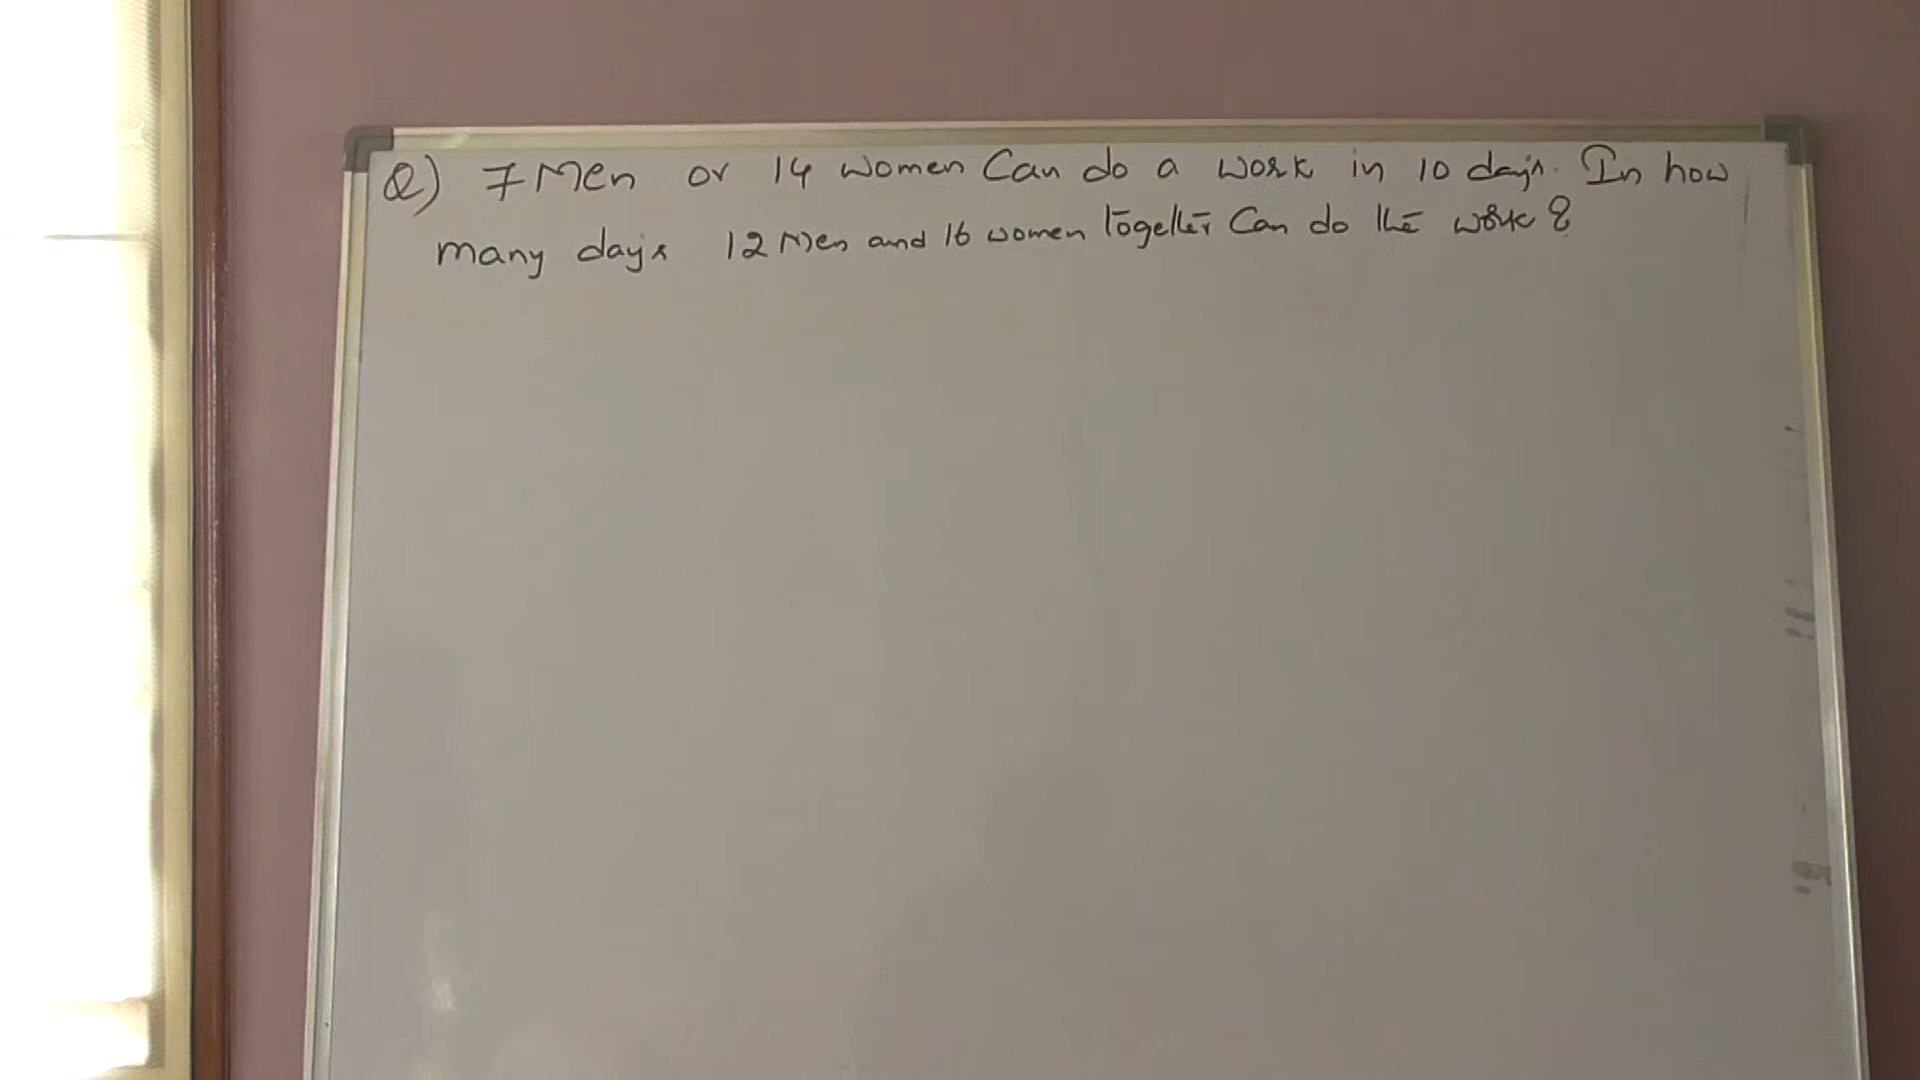 Q) 7 Men or 14 women Can do a work in 10 days. In how
many days 12 Men and 16 women together Can do the work ?